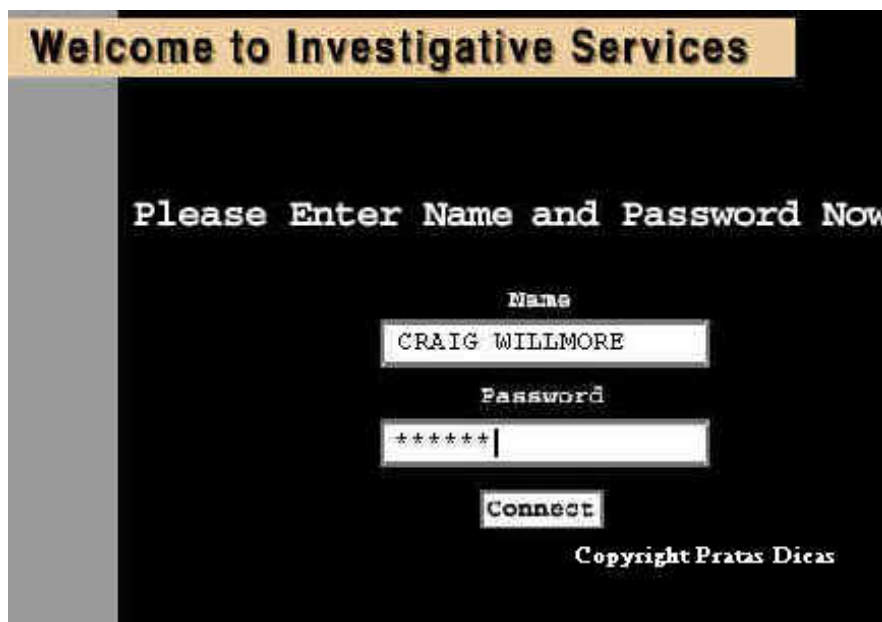 Welcome to Investigative Services
Please Enter Name and Password Now
Name
CRAIG WILLMORE
Password
******
Connect
Copyright Pratas Dicas